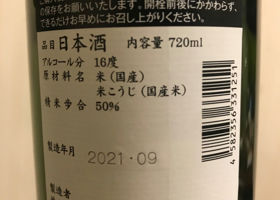 の保存をお願いいたします。開栓前後にかかわらず、
できるだけお早めにお召し上がりください。
品目 日本酒 内容量 720ml
アルコール分 16度
原材料名 米(国産)
米こうじ(国産米)
精米歩合 50%
製造年月 2021・09
製造者
4582356331251